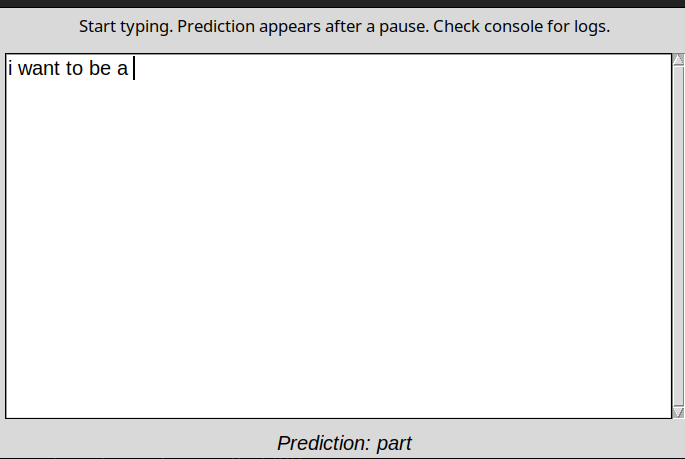 Start typing. Prediction appears after a pause. Check console for logs.
i want to be a
Prediction: part